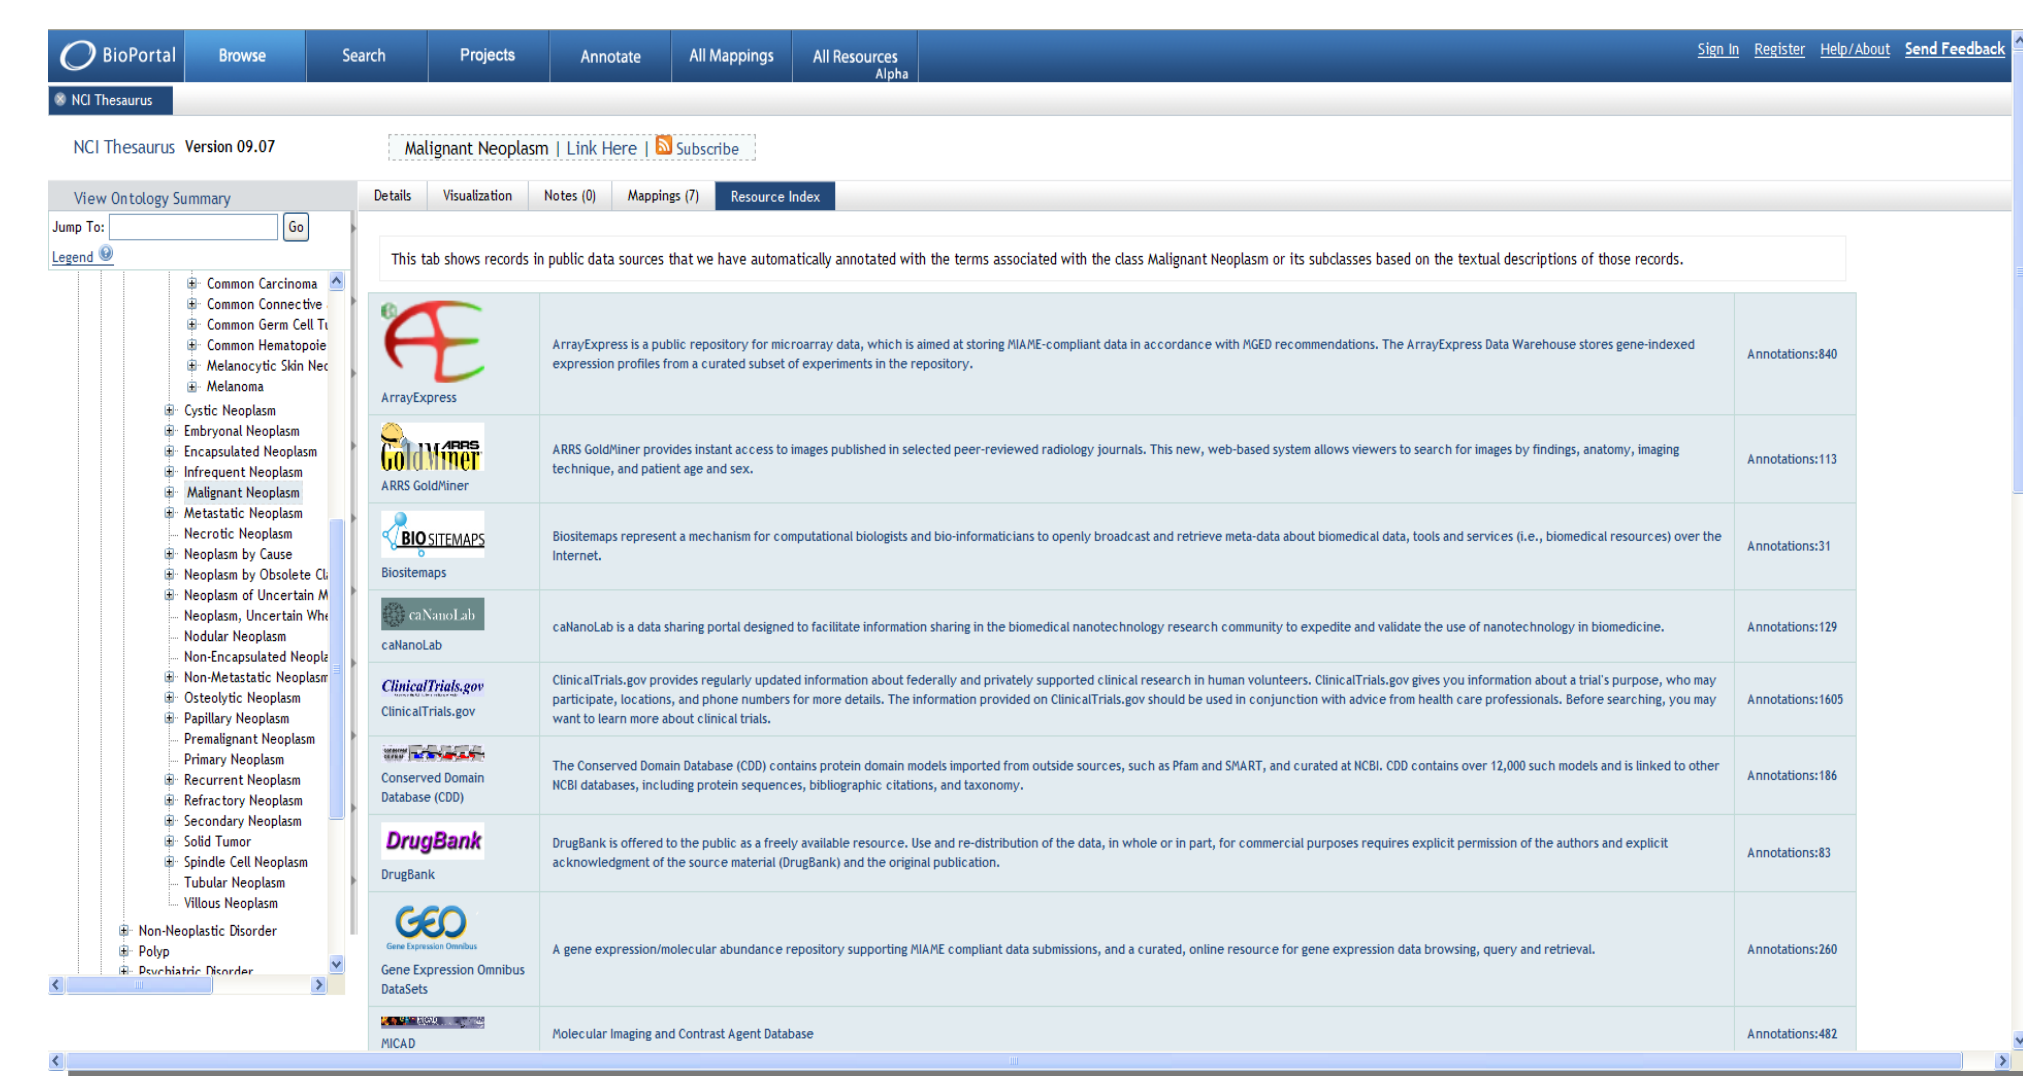 BioPortal
Browse
Search
Projects
Annotate
All Mappings
All Resources
Alpha
Sign In Register Help/About Send Feedback
NCI Thesaurus
NCI Thesaurus Version 09.07
Malignant Neoplasm | Link Here | Subscribe
View Ontology Summary
Jump To: Go
Legend
Common Carcinoma
Common Connective
Common Germ Cell Tu
Common Hematopoie
Melanocytic Skin Neo
Melanoma
Cystic Neoplasm
Embryonal Neoplasm
Encapsulated Neoplasm
Infrequent Neoplasm
Malignant Neoplasm
Metastatic Neoplasm
Necrotic Neoplasm
Neoplasm by Cause
Neoplasm by Obsolete Cl
Neoplasm of Uncertain M
Neoplasm, Uncertain Whe
Nodular Neoplasm
Non-Encapsulated Neopla
Non-Metastatic Neoplasm
Osteolytic Neoplasm
Papillary Neoplasm
Premalignant Neoplasm
Primary Neoplasm
Recurrent Neoplasm
Refractory Neoplasm
Secondary Neoplasm
Solid Tumor
Spindle Cell Neoplasm
Tubular Neoplasm
Villous Neoplasm
Non-Neoplastic Disorder
Polyp
Psychiatric Disorder
Details
Visualization
Notes (0)
Mappings (7)
Resource Index
This tab shows records in public data sources that we have automatically annotated with the terms associated with the class Malignant Neoplasm or its subclasses based on the textual descriptions of those records.
AE
ArrayExpress
ArrayExpress is a public repository for microarray data, which is aimed at storing MIAME-compliant data in accordance with MGED recommendations. The ArrayExpress Data Warehouse stores gene-indexed
expression profiles from a curated subset of experiments in the repository.
Annotations:840
GoldMiner ARRS
ARRS GoldMiner
ARRS GoldMiner provides instant access to images published in selected peer-reviewed radiology journals. This new, web-based system allows viewers to search for images by findings, anatomy, imaging
technique, and patient age and sex.
Annotations:113
BIOSITEMAPS
Biositemaps
Biositemaps represent a mechanism for computational biologists and bio-informaticians to openly broadcast and retrieve meta-data about biomedical data, tools and services (i.e., biomedical resources) over the
Internet.
Annotations:31
caNanoLab
caNanoLab
caNanoLab is a data sharing portal designed to facilitate information sharing in the biomedical nanotechnology research community to expedite and validate the use of nanotechnology in biomedicine.
Annotations:129
ClinicalTrials.gov
ClinicalTrials.gov
ClinicalTrials.gov provides regularly updated information about federally and privately supported clinical research in human volunteers. ClinicalTrials.gov gives you information about a trial's purpose, who may
participate, locations, and phone numbers for more details. The information provided on ClinicalTrials.gov should be used in conjunction with advice from health care professionals. Before searching, you may
want to learn more about clinical trials.
Annotations:1605
Conserved Domain
Database (CDD)
The Conserved Domain Database (CDD) contains protein domain models imported from outside sources, such as Pfam and SMART, and curated at NCBI. CDD contains over 12,000 such models and is linked to other
NCBI databases, including protein sequences, bibliographic citations, and taxonomy.
Annotations:186
DrugBank
DrugBank
DrugBank is offered to the public as a freely available resource. Use and re-distribution of the data, in whole or in part, for commercial purposes requires explicit permission of the authors and explicit
acknowledgment of the source material (DrugBank) and the original publication.
Annotations:83
GEO
Gene Expression Omnibus
Gene Expression Omnibus
DataSets
A gene expression/molecular abundance repository supporting MIAME compliant data submissions, and a curated, online resource for gene expression data browsing, query and retrieval.
Annotations:260
MICAD
Molecular Imaging and Contrast Agent Database
Annotations:482